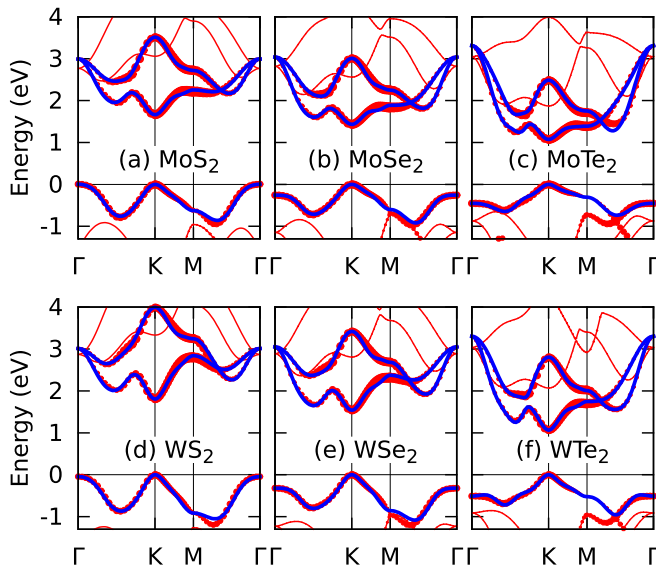 4
3
2
1
0
-1
Energy (eV)
(a) MoS₂
(b) MoSe₂
(c) MoTe₂
Γ K M Γ Γ K M Γ Γ K M Γ
4
3
2
1
0
-1
Energy (eV)
(d) WS₂
(e) WSe₂
(f) WTe₂
Γ K M Γ Γ K M Γ Γ K M Γ